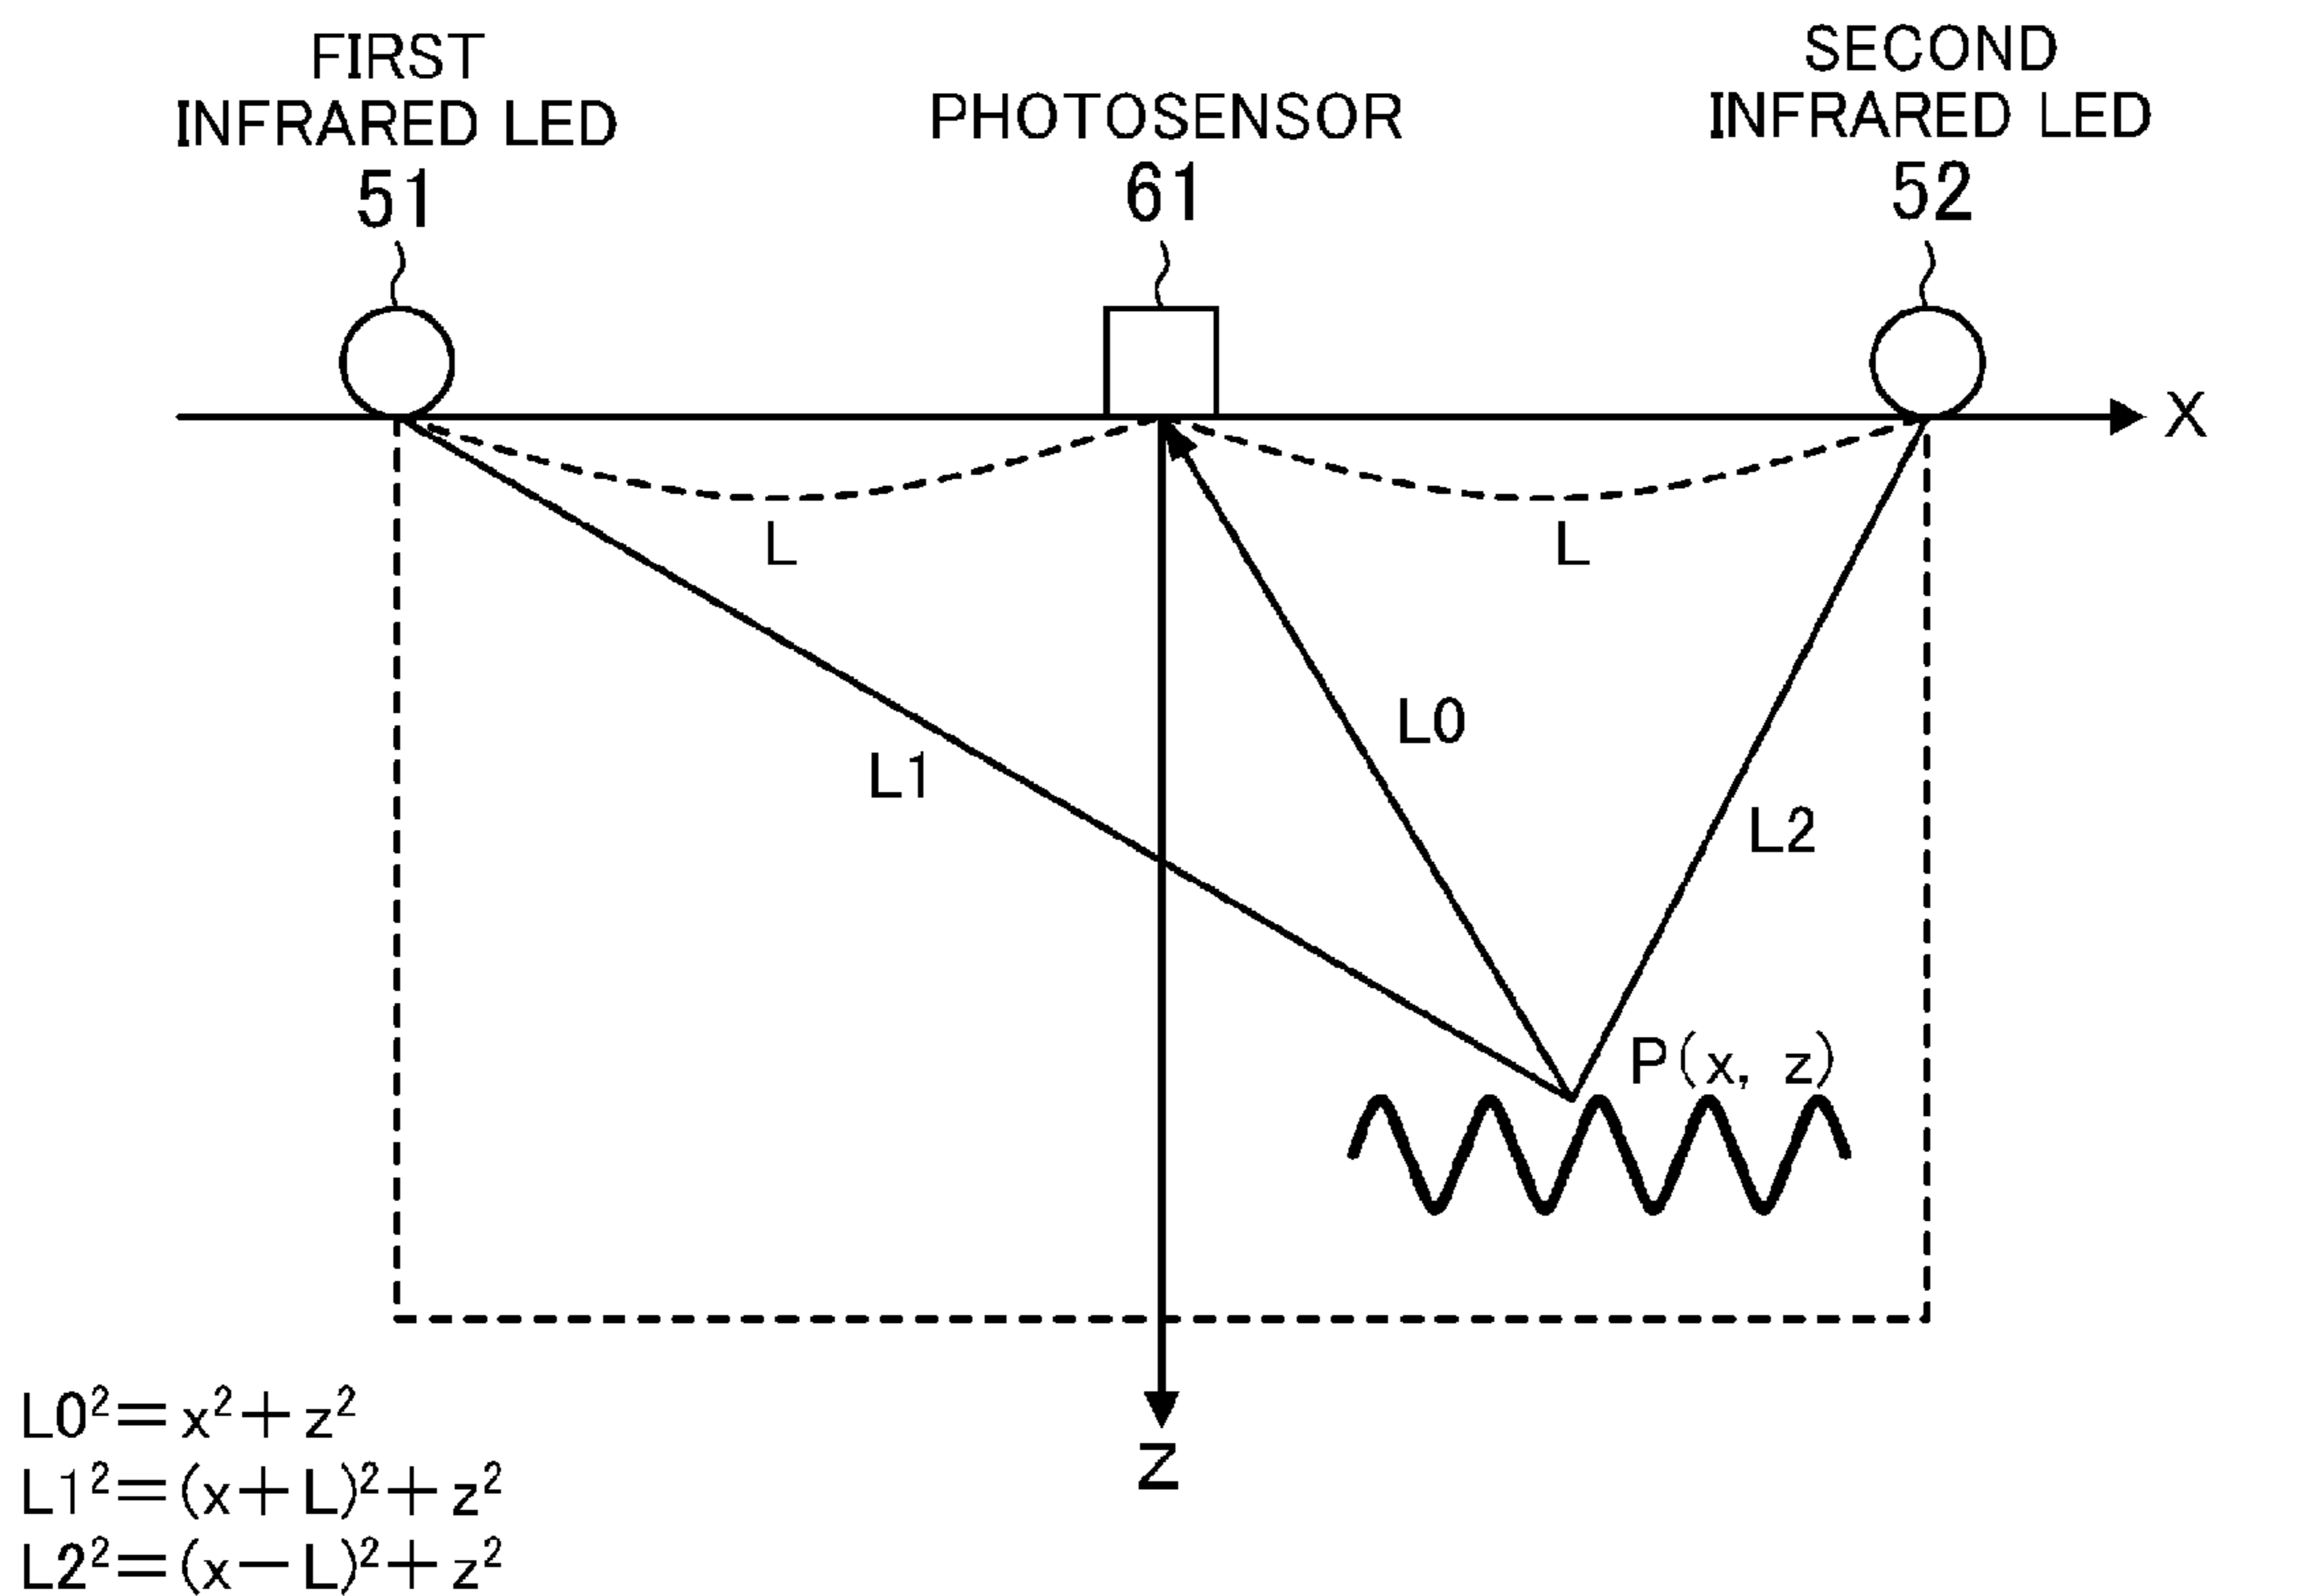 FIRST
INFRARED LED
51
PHOTOSENSOR
61
SECOND
INFRARED LED
52
X
L
L
L0
L1
L2
P(x, z)
Z
L0²=x²+z²
L1²=(x+L)²+z²
L2²=(x−L)²+z²